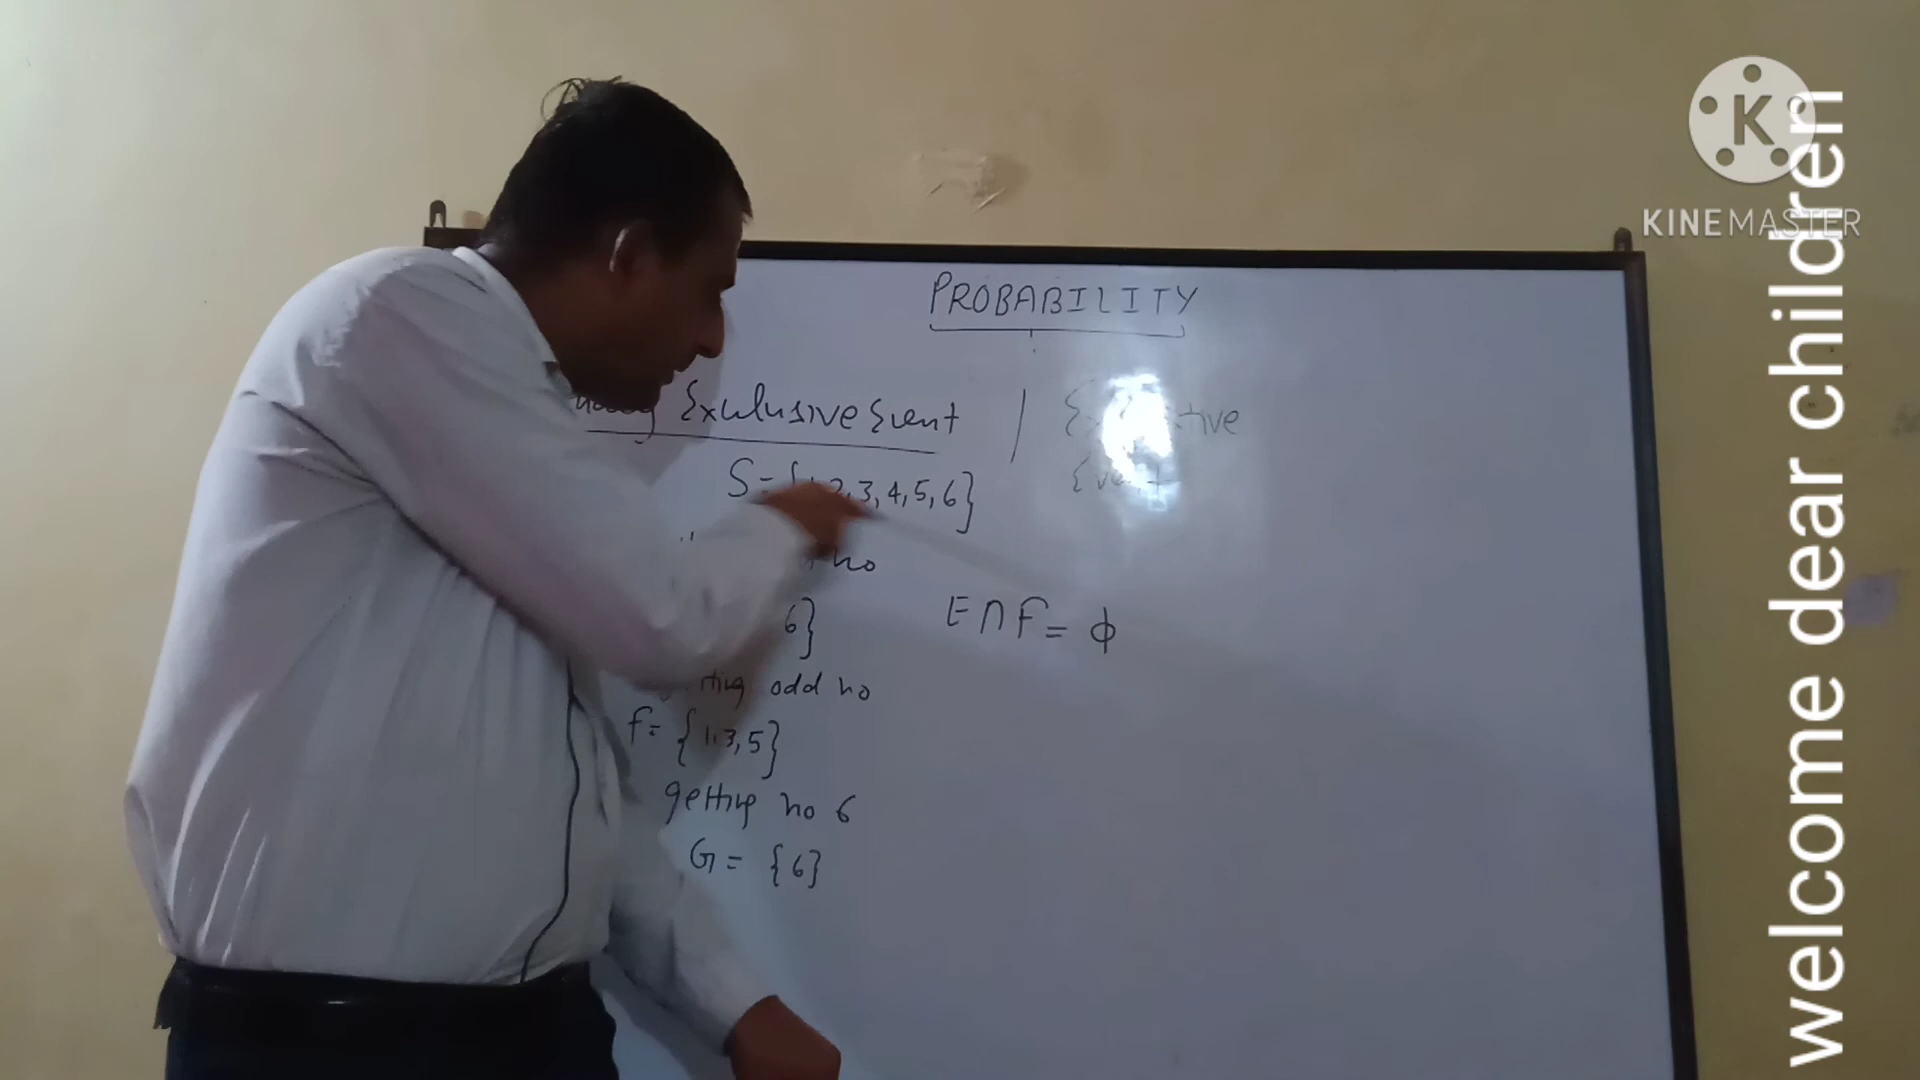 PROBABILITY
Exclusive Event
Event
S = {1, 2, 3, 4, 5, 6}
no
6}
E ∩ F = ϕ
odd no
F = {1, 3, 5}
getting no 6
G = {6}
KINEMASTER
welcome dear children